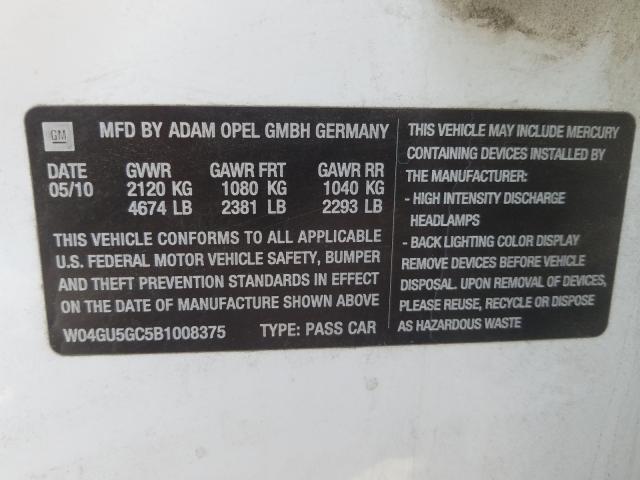 GM
MFD BY ADAM OPEL GMBH GERMANY
DATE GVWR GAWR FRT GAWR RR
05/10 2120 KG 1080 KG 1040 KG
4674 LB 2381 LB 2293 LB
THIS VEHICLE CONFORMS TO ALL APPLICABLE
U.S. FEDERAL MOTOR VEHICLE SAFETY, BUMPER
AND THEFT PREVENTION STANDARDS IN EFFECT
ON THE DATE OF MANUFACTURE SHOWN ABOVE
W04GU5GC5B1008375 TYPE: PASS CAR
THIS VEHICLE MAY INCLUDE MERCURY
CONTAINING DEVICES INSTALLED BY
THE MANUFACTURER:
- HIGH INTENSITY DISCHARGE
HEADLAMPS
- BACK LIGHTING COLOR DISPLAY
REMOVE DEVICES BEFORE VEHICLE
DISPOSAL. UPON REMOVAL OF DEVICES,
PLEASE REUSE, RECYCLE OR DISPOSE
AS HAZARDOUS WASTE